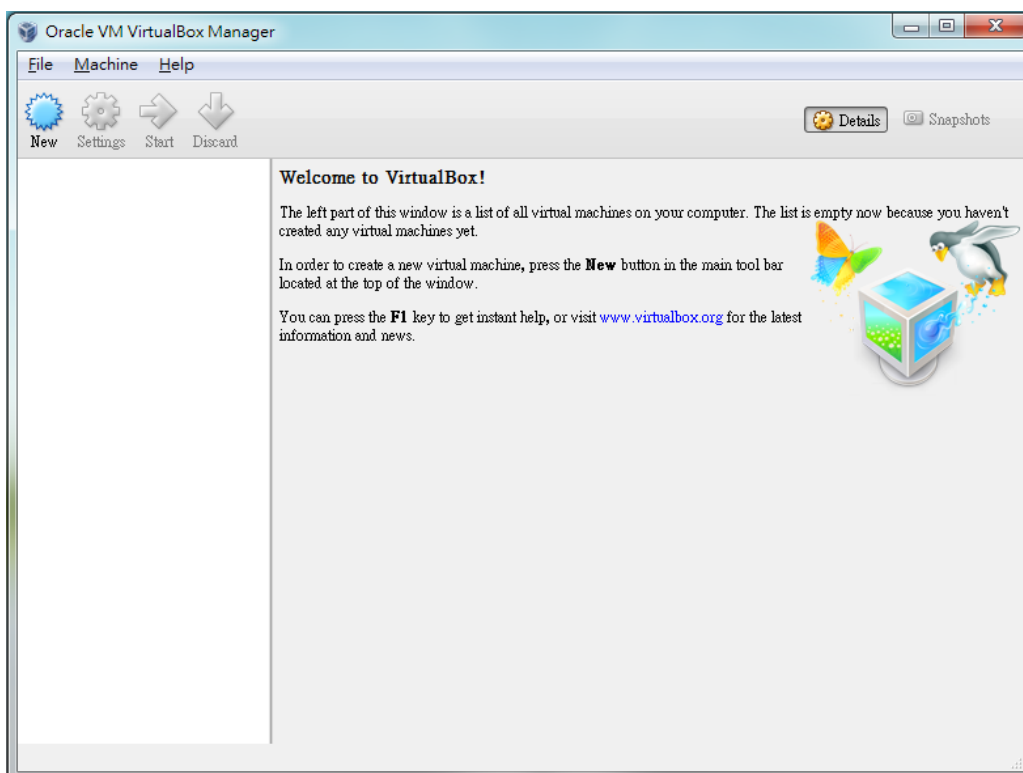 Oracle VM VirtualBox Manager
File Machine Help
New Settings Start Discard
Details Snapshots
Welcome to VirtualBox!
The left part of this window is a list of all virtual machines on your computer. The list is empty now because you haven't
created any virtual machines yet.
In order to create a new virtual machine, press the New button in the main tool bar
located at the top of the window.
You can press the F1 key to get instant help, or visit www.virtualbox.org for the latest
information and news.